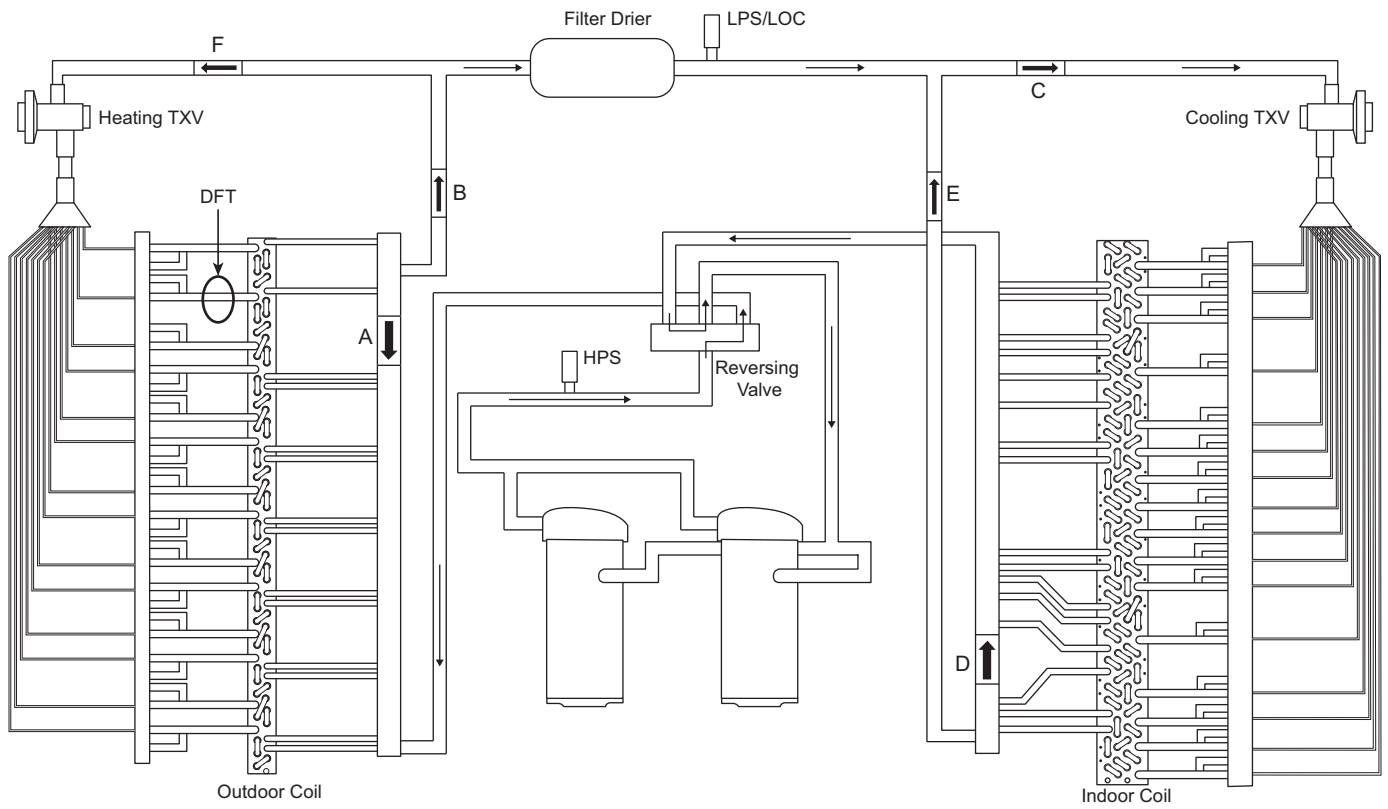 Filter Drier
LPS/LOC
F
C
Heating TXV
Cooling TXV
DFT
B
E
A
HPS
Reversing
Valve
D
Outdoor Coil
Indoor Coil